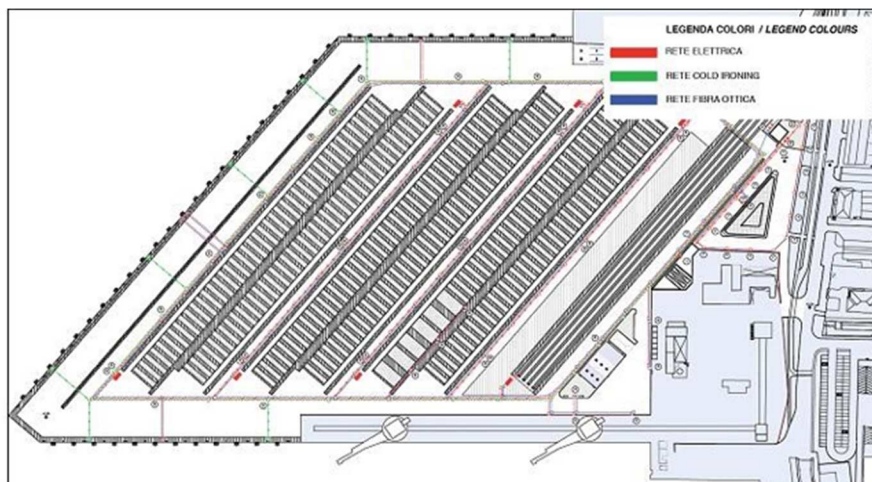 LEGENDA COLORI / LEGEND COLOURS
RETE ELETTRICA
RETE COLD IRONING
RETE FIBRA OTTICA